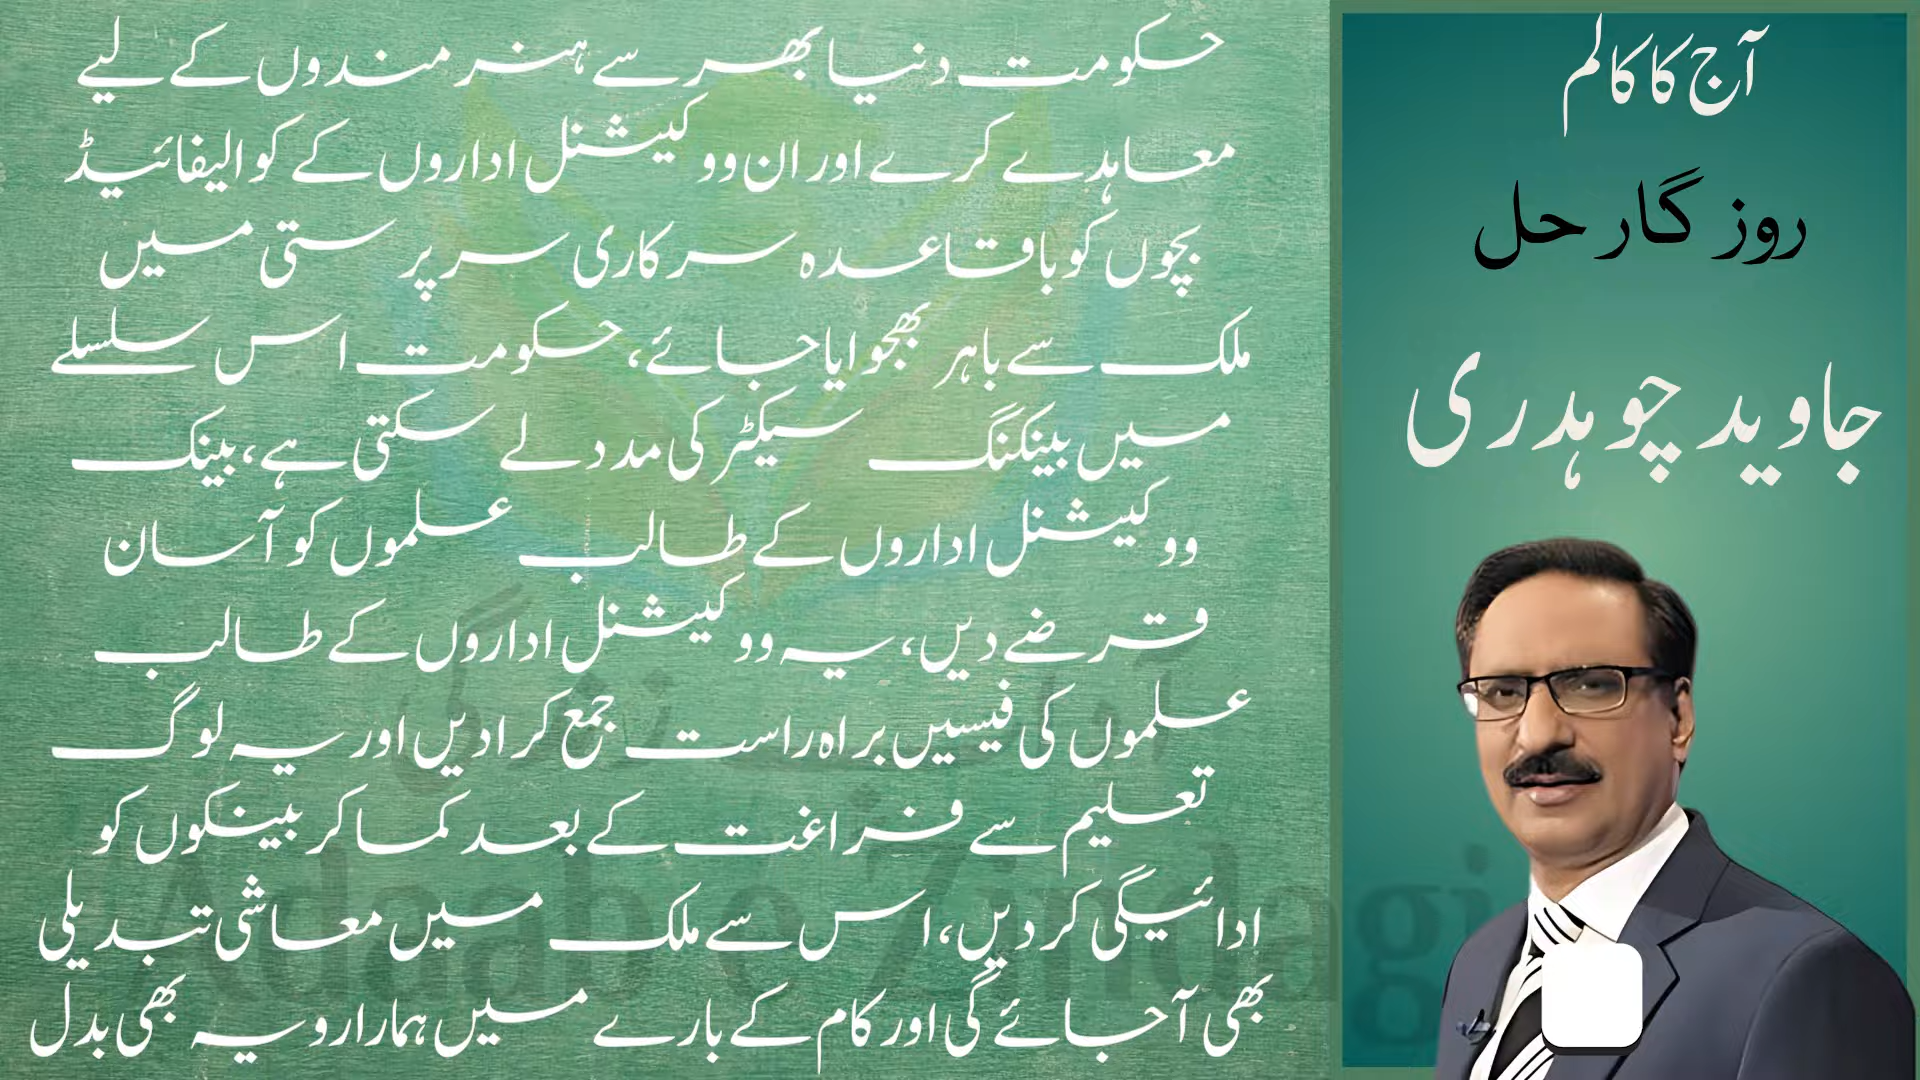 آج کا کالم
روزگار حل
جاوید چوہدری
حکومت دنیا بھر سے ہنر مندوں کے لیے
معاہدے کرے اور ان ووکیشنل اداروں کے کوالیفائیڈ
بچوں کو باقاعدہ سرکاری سرپرستی میں
ملک سے باہر بھجوایا جائے، حکومت اس سلسلے
میں بینکنگ سیکٹر کی مدد لے سکتی ہے، بینک
ووکیشنل اداروں کے طالب علموں کو آسان
قرضے دیں، یہ ووکیشنل اداروں کے طالب
علموں کی فیسیں براہ راست جمع کرا دیں اور یہ لوگ
تعلیم سے فراغت کے بعد کما کر بینکوں کو
ادائیگی کر دیں، اس سے ملک میں معاشی تبدیلی
بھی آ جائے گی اور کام کے بارے میں ہمارا رویہ بھی بدل
Adaab e Zindagi